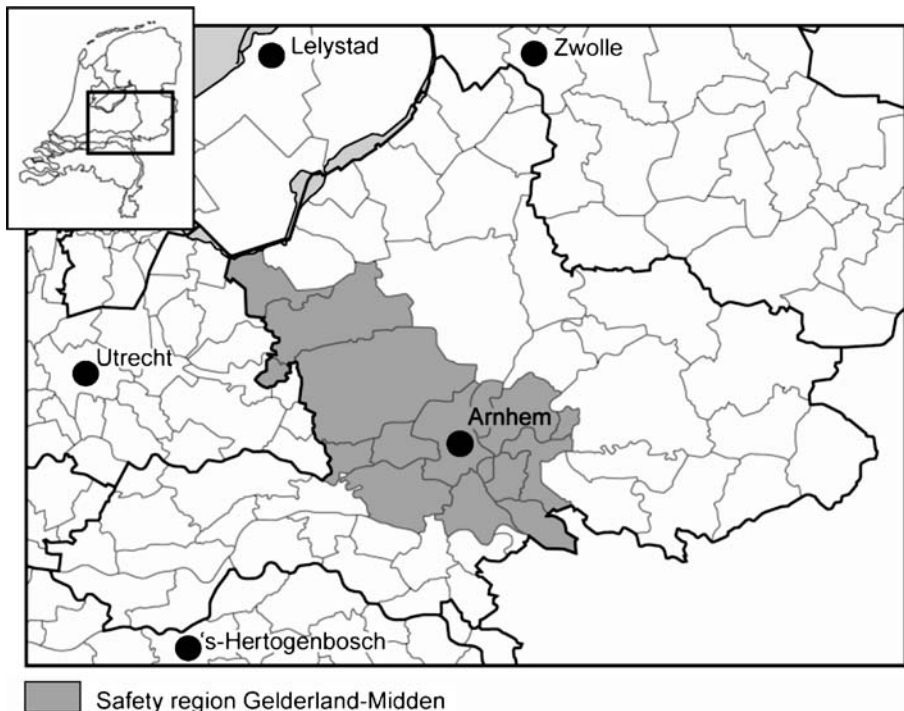 Lelystad
Zwolle
Utrecht
Arnhem
's-Hertogenbosch
Safety region Gelderland-Midden